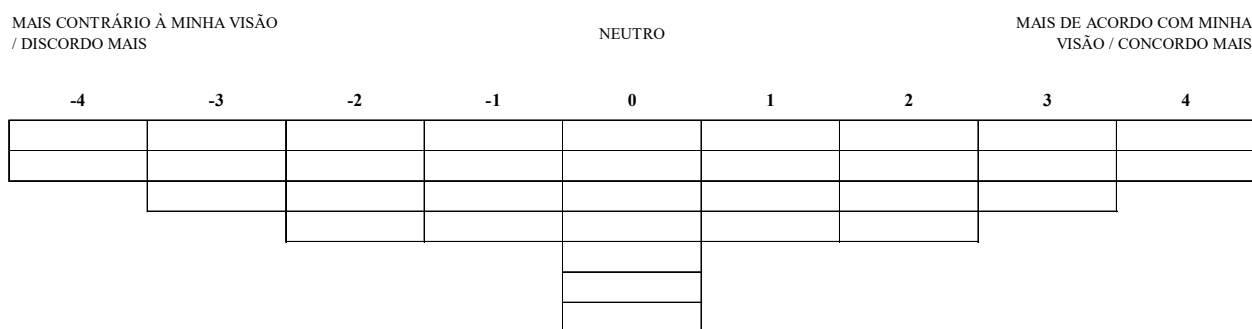 MAIS CONTRÁRIO À MINHA VISÃO
/ DISCORDO MAIS
NEUTRO
MAIS DE ACORDO COM MINHA
VISÃO / CONCORDO MAIS
-4 -3 -2 -1 0 1 2 3 4